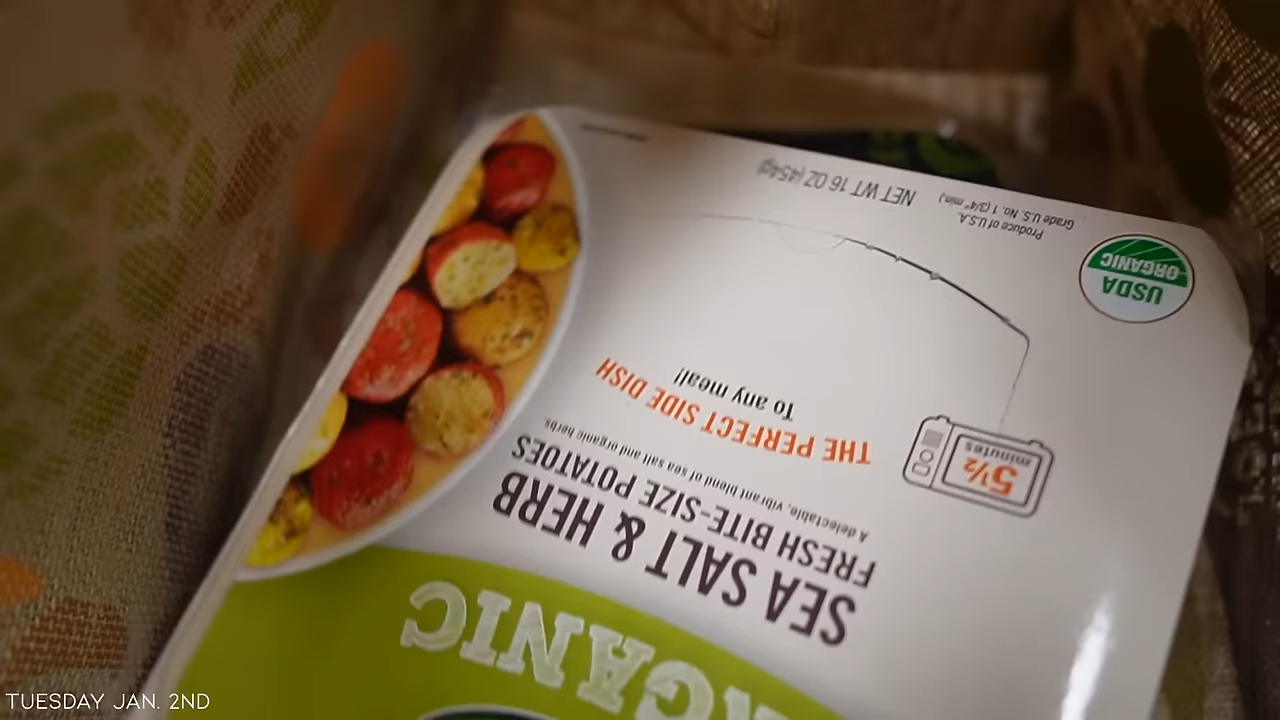 ORGANIC
SEA SALT & HERB
FRESH BITE-SIZE POTATOES
A delectable, vibrant blend of sea salt and organic herbs.
THE PERFECT SIDE DISH
To any meal!
5½
minutes
USDA
ORGANIC
Produce of U.S.A.
Grade U.S. No. 1 (3/4" min.)
NET WT 16 OZ (454g)
TUESDAY JAN. 2ND